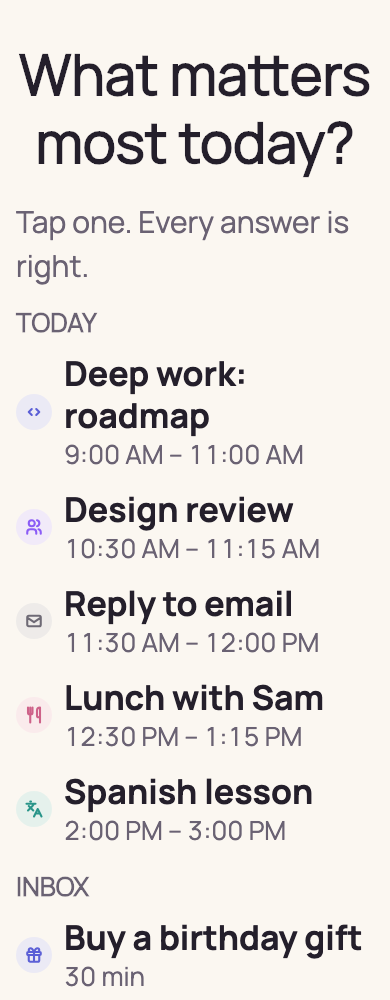 What matters
most today?
Tap one. Every answer is
right.
TODAY
Deep work:
roadmap
9:00 AM – 11:00 AM
Design review
10:30 AM – 11:15 AM
Reply to email
11:30 AM – 12:00 PM
Lunch with Sam
12:30 PM – 1:15 PM
Spanish lesson
2:00 PM – 3:00 PM
INBOX
Buy a birthday gift
30 min